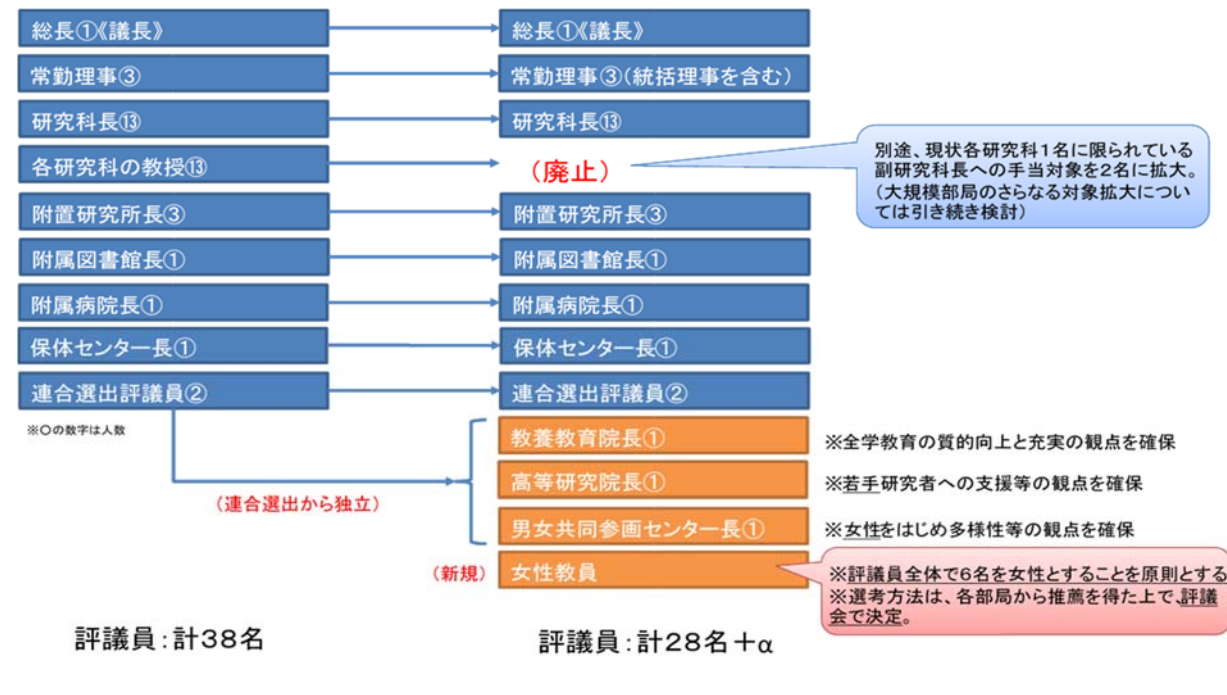 総長①《議長》
総長①《議長》
常勤理事③
常勤理事③(統括理事を含む)
研究科長⑬
研究科長⑬
各研究科の教授⑬
(廃止)
別途、現状各研究科1名に限られている
副研究科長への手当対象を2名に拡大。
(大規模部局のさらなる対象拡大につい
ては引き続き検討)
附置研究所長③
附置研究所長③
附属図書館長①
附属図書館長①
附属病院長①
附属病院長①
保体センター長①
保体センター長①
連合選出評議員②
連合選出評議員②
※〇の数字は人数
(連合選出から独立)
教養教育院長①
※全学教育の質的向上と充実の観点を確保
高等研究院長①
※若手研究者への支援等の観点を確保
男女共同参画センター長①
※女性をはじめ多様性等の観点を確保
(新規)
女性教員
※評議員全体で6名を女性とすることを原則とする
※選考方法は、各部局から推薦を得た上で、評議
会で決定。
評議員:計38名
評議員:計28名+α